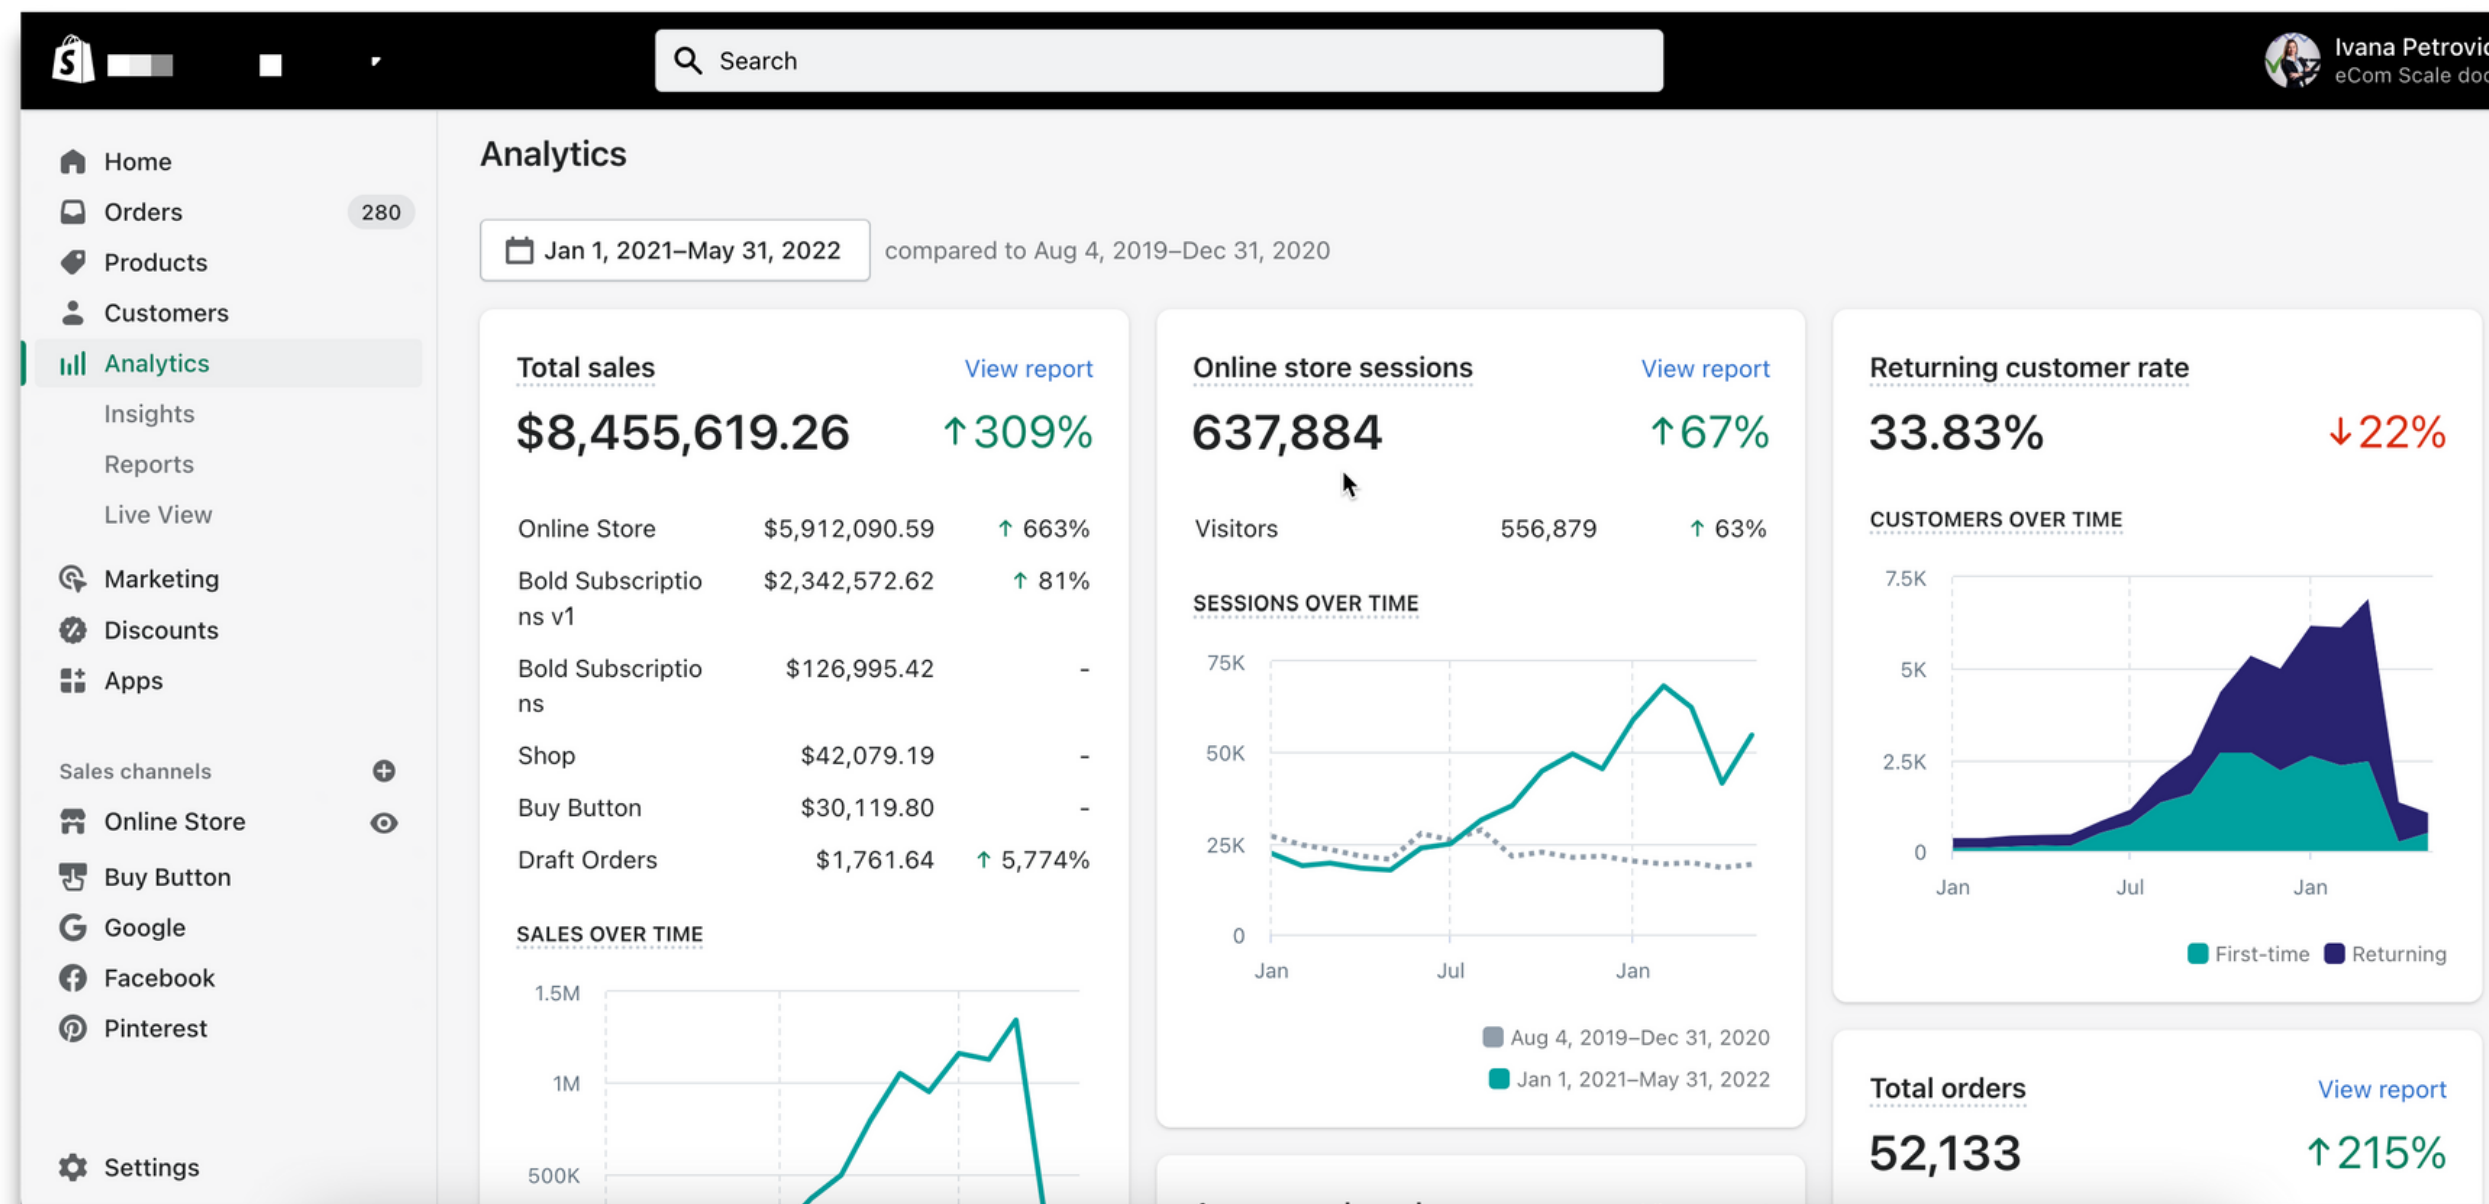 Search
Ivana Petrovic
eCom Scale doc
Home
Orders 280
Products
Customers
Analytics
Insights
Reports
Live View
Marketing
Discounts
Apps
Sales channels
Online Store
Buy Button
Google
Facebook
Pinterest
Settings
Analytics
Jan 1, 2021–May 31, 2022 compared to Aug 4, 2019–Dec 31, 2020
Total sales View report
$8,455,619.26 ↑309%
Online Store $5,912,090.59 ↑ 663%
Bold Subscriptio $2,342,572.62 ↑ 81%
ns v1
Bold Subscriptio $126,995.42 -
ns
Shop $42,079.19 -
Buy Button $30,119.80 -
Draft Orders $1,761.64 ↑ 5,774%
SALES OVER TIME
1.5M
1M
500K
Online store sessions View report
637,884 ↑67%
Visitors 556,879 ↑ 63%
SESSIONS OVER TIME
75K
50K
25K
0
Jan Jul Jan
Aug 4, 2019–Dec 31, 2020
Jan 1, 2021–May 31, 2022
Returning customer rate
33.83% ↓22%
CUSTOMERS OVER TIME
7.5K
5K
2.5K
0
Jan Jul Jan
First-time Returning
Total orders View report
52,133 ↑215%